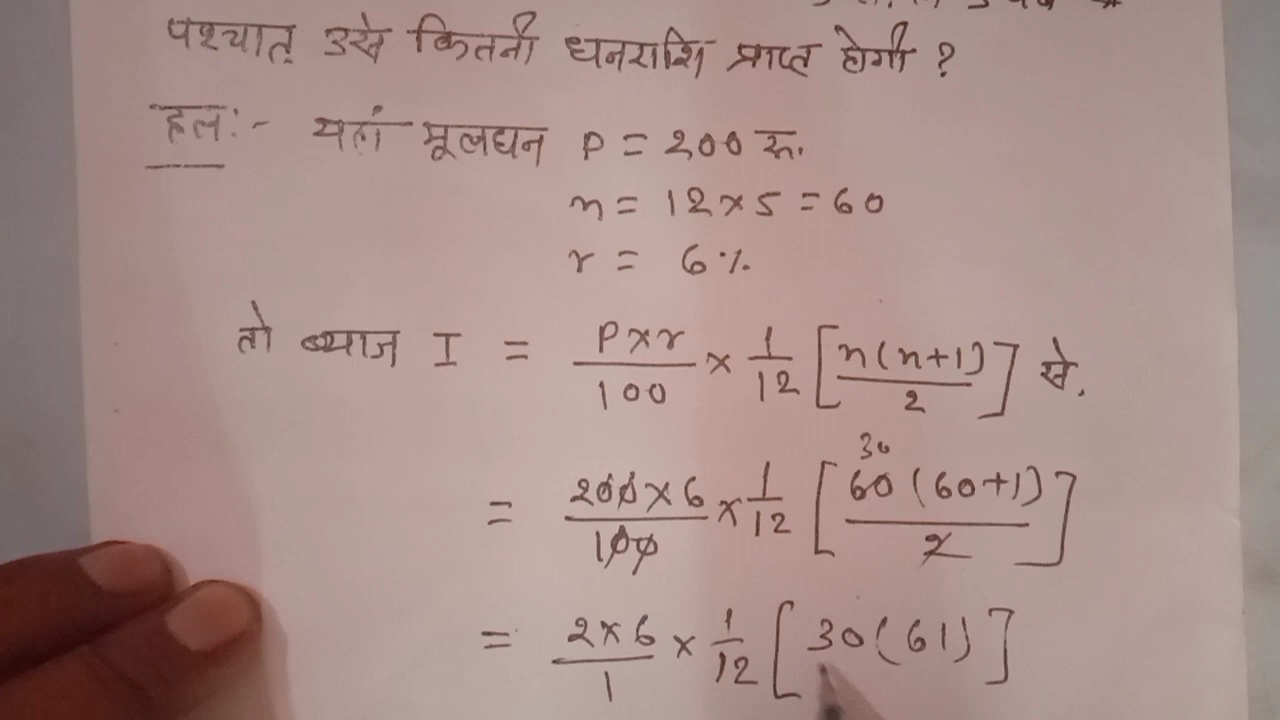 पश्चात् उसे कितनी धनराशि प्राप्त होगी ?
हल :- यहां मूलधन P = 200 रू.
n = 12 × 5 = 60
r = 6 %
तो ब्याज I = P×r/100 × 1/12 [n(n+1)/2] से.
= 200×6/100 × 1/12 [60(60+1)/2] 30
= 2×6/1 × 1/12 [30(61)]